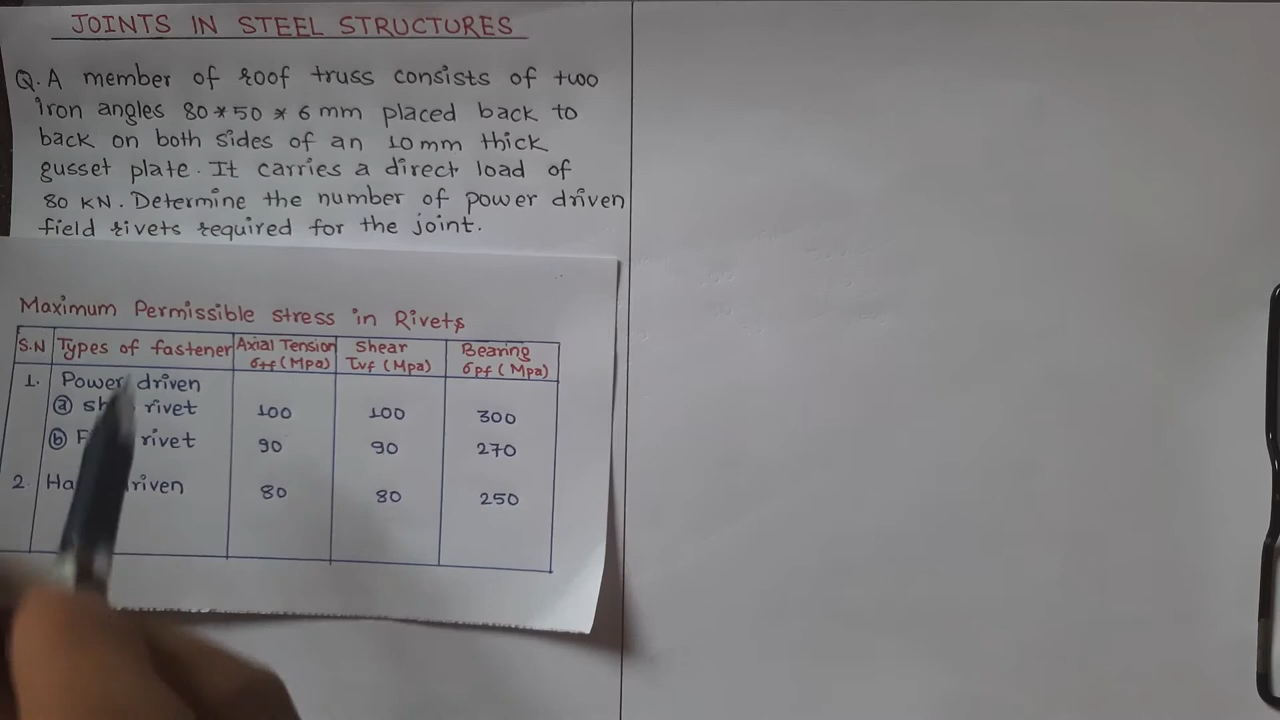 JOINTS IN STEEL STRUCTURES
Q. A member of roof truss consists of two
iron angles 80*50*6 mm placed back to
back on both sides of an 10mm thick
gusset plate. It carries a direct load of
80 KN. Determine the number of power driven
field rivets required for the joint.
Maximum Permissible stress in Rivets
S.N Types of fastener Axial Tension σtf (MPa) Shear τvf (MPa) Bearing σpf (MPa)
1. Power driven
ⓐ rivet 100 100 300
ⓑ rivet 90 90 270
2 80 80 250